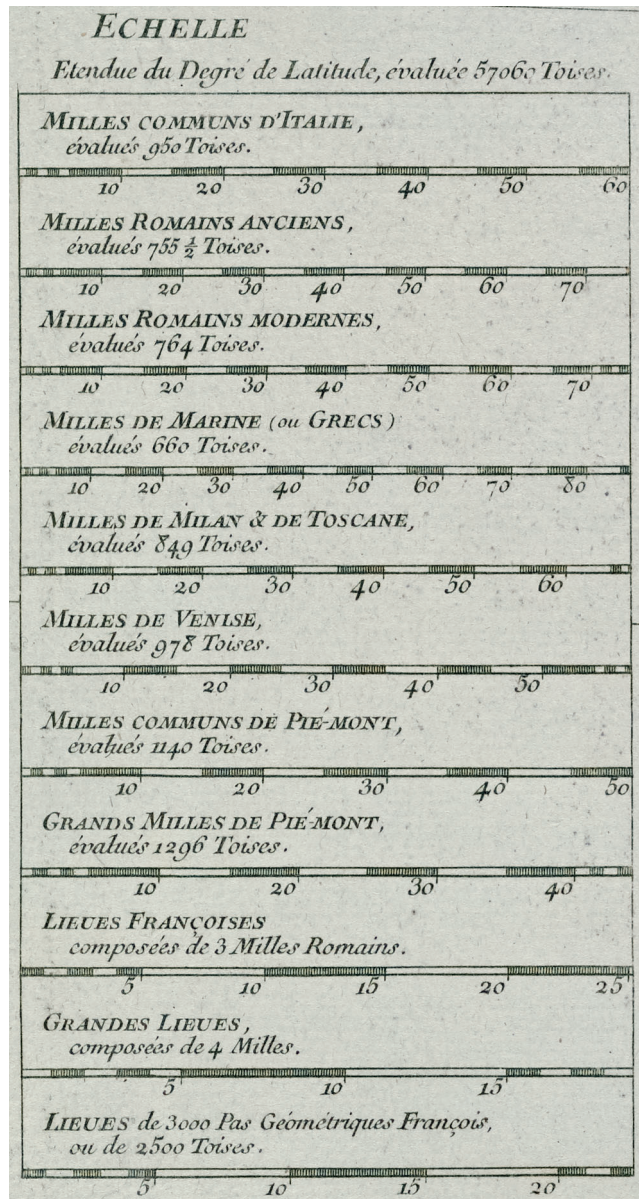 ECHELLE
Etendue du Degré de Latitude, évaluée 57060 Toises.
MILLES COMMUNS D'ITALIE,
évalués 950 Toises.
10 20 30 40 50 60
MILLES ROMAINS ANCIENS,
évalués 755 ½ Toises.
10 20 30 40 50 60 70
MILLES ROMAINS MODERNES,
évalués 764 Toises.
10 20 30 40 50 60 70
MILLES DE MARINE (ou GRECS)
évalués 660 Toises.
10 20 30 40 50 60 70 80
MILLES DE MILAN & DE TOSCANE,
évalués 849 Toises.
10 20 30 40 50 60
MILLES DE VENISE,
évalués 978 Toises.
10 20 30 40 50
MILLES COMMUNS DE PIÉ-MONT,
évalués 1140 Toises.
10 20 30 40 50
GRANDS MILLES DE PIÉ-MONT,
évalués 1296 Toises.
10 20 30 40
LIEUES FRANÇOISES
composées de 3 Milles Romains.
5 10 15 20 25
GRANDES LIEUES,
composées de 4 Milles.
5 10 15
LIEUES de 3000 Pas Géométriques François,
ou de 2500 Toises.
5 10 15 20